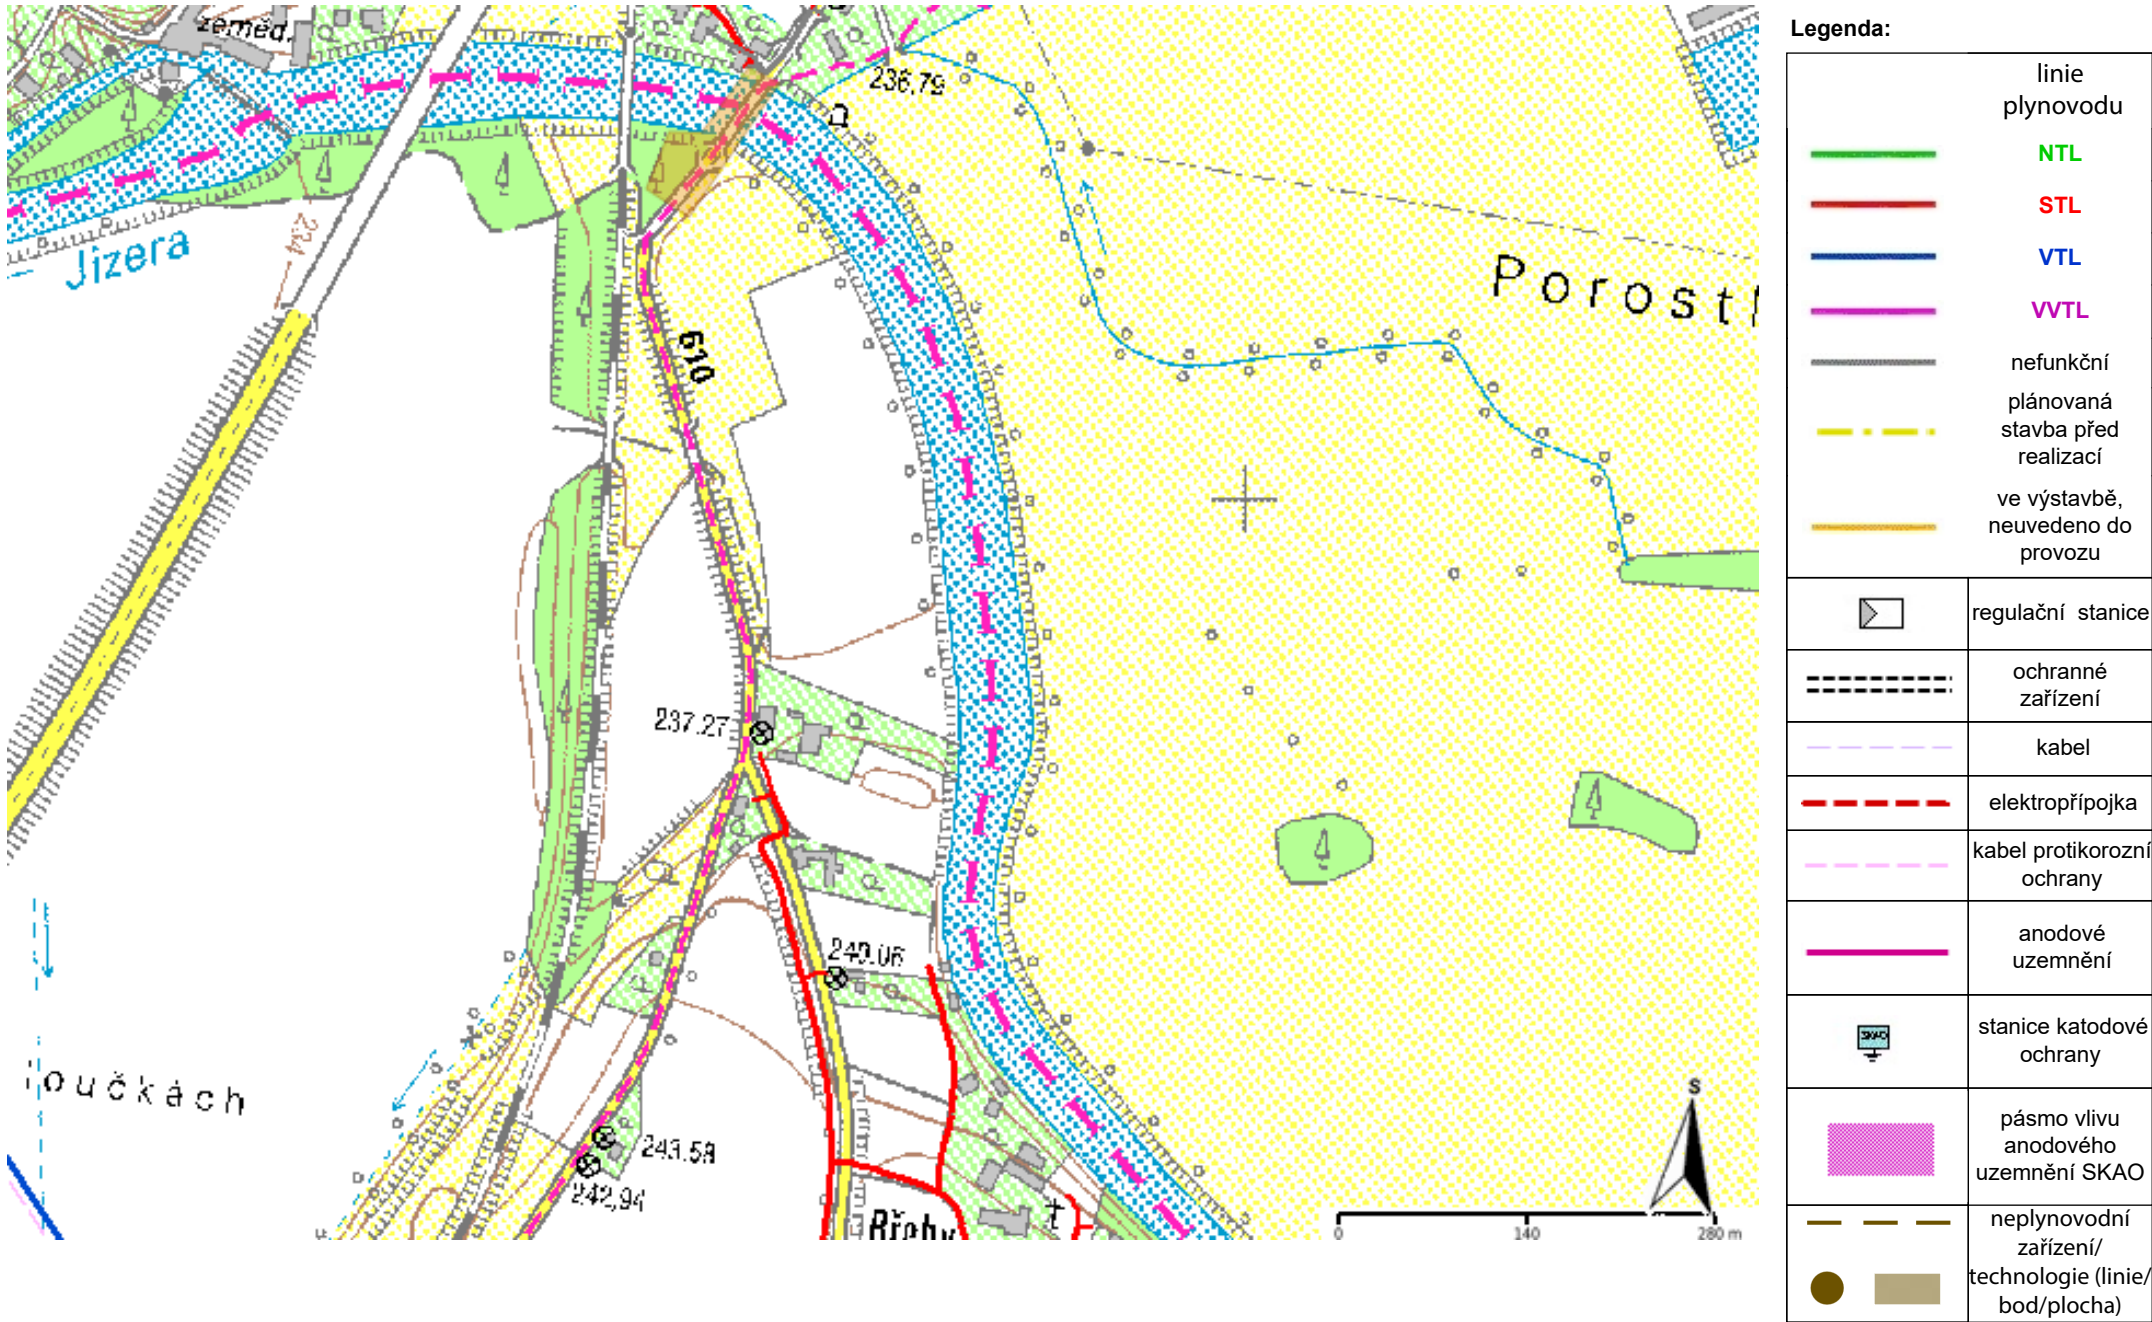 zeměd.
236,79
Jizera
234
610
Porostl
237.27
240.06
oučkách
243.58
242,94
Břehy
S
0 140 280 m
Legenda:
linie
plynovodu
NTL
STL
VTL
VVTL
nefunkční
plánovaná
stavba před
realizací
ve výstavbě,
neuvedeno do
provozu
regulační stanice
ochranné
zařízení
kabel
elektropřípojka
kabel protikorozní
ochrany
anodové
uzemnění
SKAO
stanice katodové
ochrany
pásmo vlivu
anodového
uzemnění SKAO
neplynovodní
zařízení/
technologie (linie/
bod/plocha)